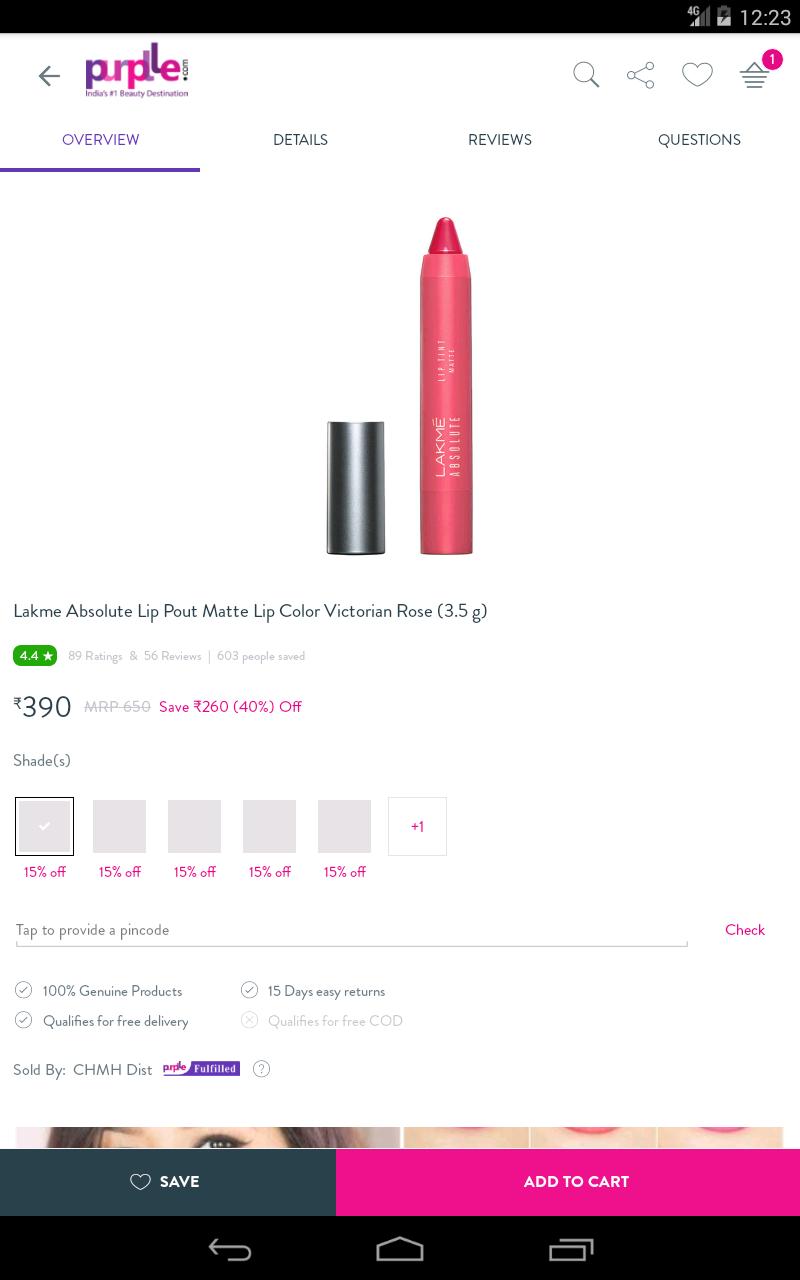 4G 12:23
purplle.com
India's #1 Beauty Destination
1
OVERVIEW DETAILS REVIEWS QUESTIONS
LIP TINT
MATTE
LAKMÉ
ABSOLUTE
Lakme Absolute Lip Pout Matte Lip Color Victorian Rose (3.5 g)
4.4 ★ 89 Ratings & 56 Reviews | 603 people saved
₹390 MRP 650 Save ₹260 (40%) Off
Shade(s)
+1
15% off 15% off 15% off 15% off 15% off
Tap to provide a pincode Check
100% Genuine Products 15 Days easy returns
Qualifies for free delivery Qualifies for free COD
Sold By: CHMH Dist purplle Fulfilled ?
SAVE ADD TO CART